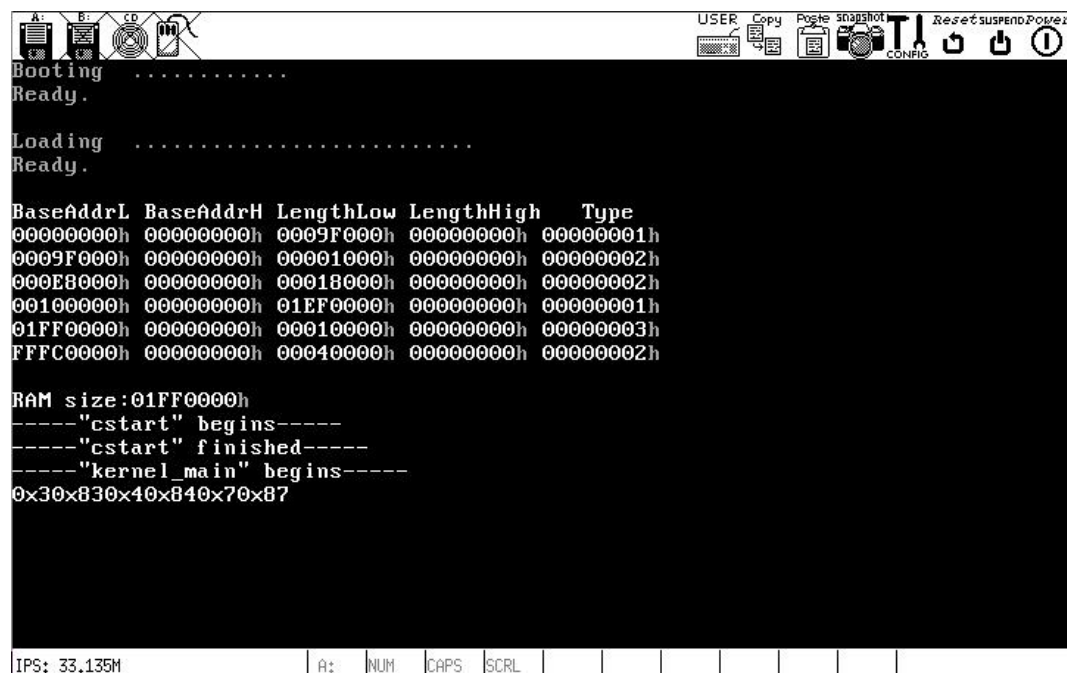 A: B: CD USER Copy Paste snapshot CONFIG Reset SUSPEND Power
Booting ............
Ready.
Loading ..........................
Ready.
BaseAddrL BaseAddrH LengthLow LengthHigh Type
00000000h 00000000h 0009F000h 00000000h 00000001h
0009F000h 00000000h 00001000h 00000000h 00000002h
000E8000h 00000000h 00018000h 00000000h 00000002h
00100000h 00000000h 01EF0000h 00000000h 00000001h
01FF0000h 00000000h 00010000h 00000000h 00000003h
FFFC0000h 00000000h 00040000h 00000000h 00000002h
RAM size:01FF0000h
-----"cstart" begins-----
-----"cstart" finished-----
-----"kernel_main" begins-----
0x30x830x40x840x70x87
IPS: 33.135M A: NUM CAPS SCRL